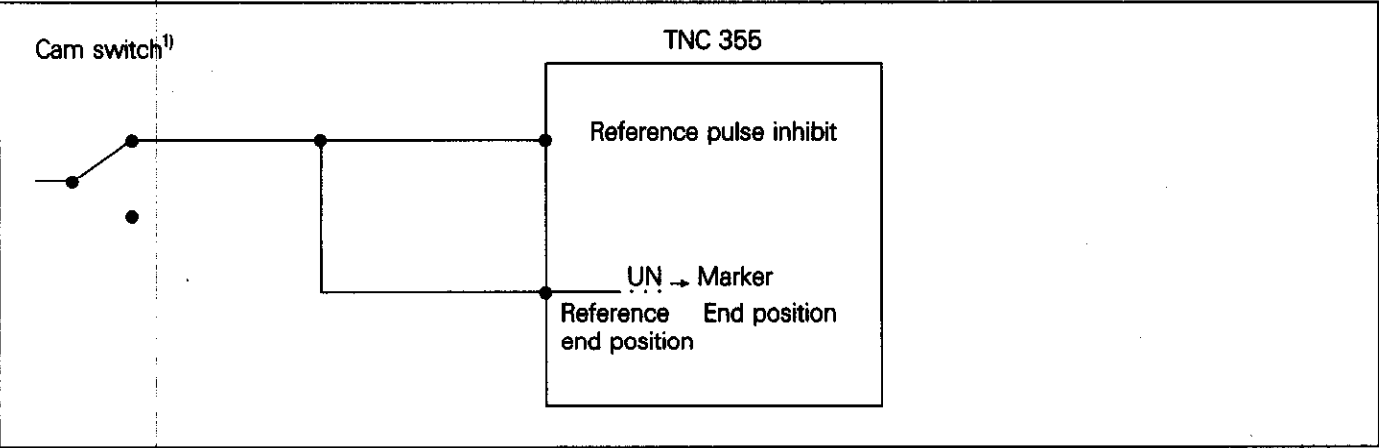 TNC 355
Cam switch¹⁾
Reference pulse inhibit
UN → Marker
Reference End position
end position